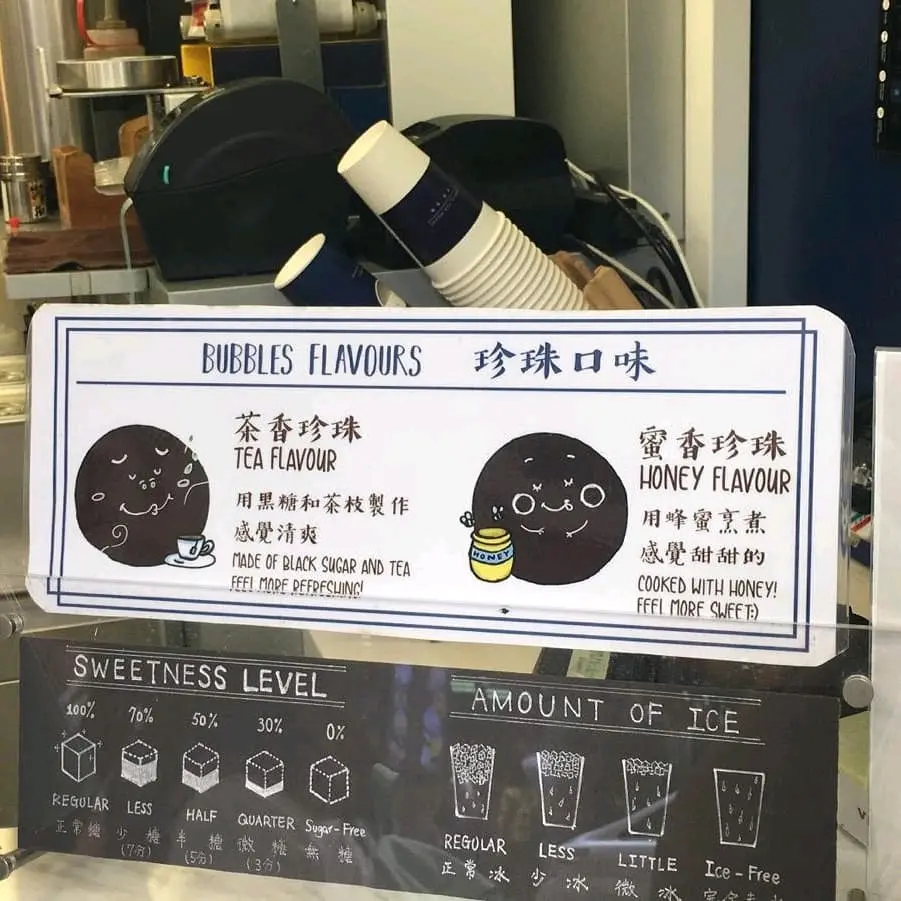 BUBBLES FLAVOURS 珍珠口味
茶香珍珠
TEA FLAVOUR
用黑糖和茶枝製作
感覺清爽
MADE OF BLACK SUGAR AND TEA
FEEL MORE REFRESHING!
HONEY
蜜香珍珠
HONEY FLAVOUR
用蜂蜜烹煮
感覺甜甜的
COOKED WITH HONEY!
FEEL MORE SWEET:)
SWEETNESS LEVEL
100% 70% 50% 30% 0%
REGULAR LESS HALF QUARTER Sugar-Free
正常糖 少糖 半糖 微糖 無糖
(7分) (5分) (3分)
AMOUNT OF ICE
REGULAR LESS LITTLE Ice-Free
正常冰 少冰 微冰